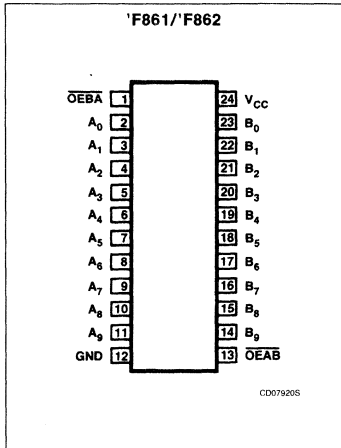 'F861/'F862
OEBA 1 24 VCC
A0 2 23 B0
A1 3 22 B1
A2 4 21 B2
A3 5 20 B3
A4 6 19 B4
A5 7 18 B5
A6 8 17 B6
A7 9 16 B7
A8 10 15 B8
A9 11 14 B9
GND 12 13 OEAB
CD07920S